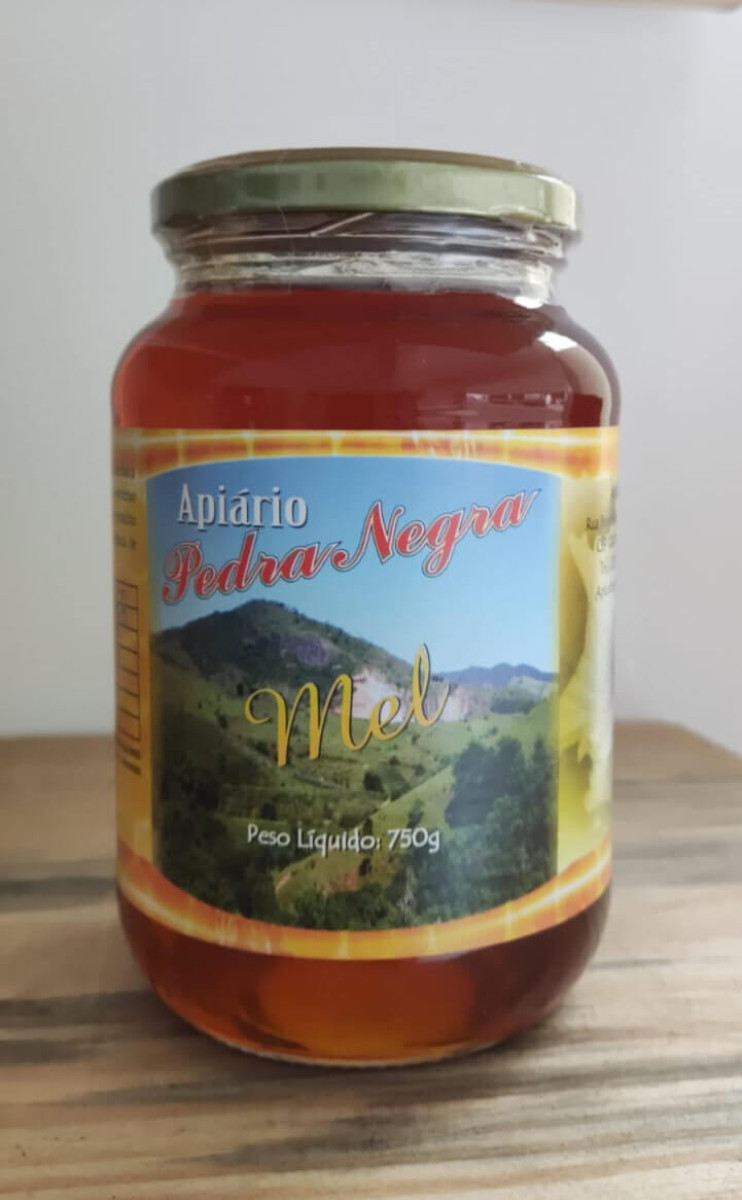 Apiário
Pedra Negra
Mel
Peso Líquido: 750g